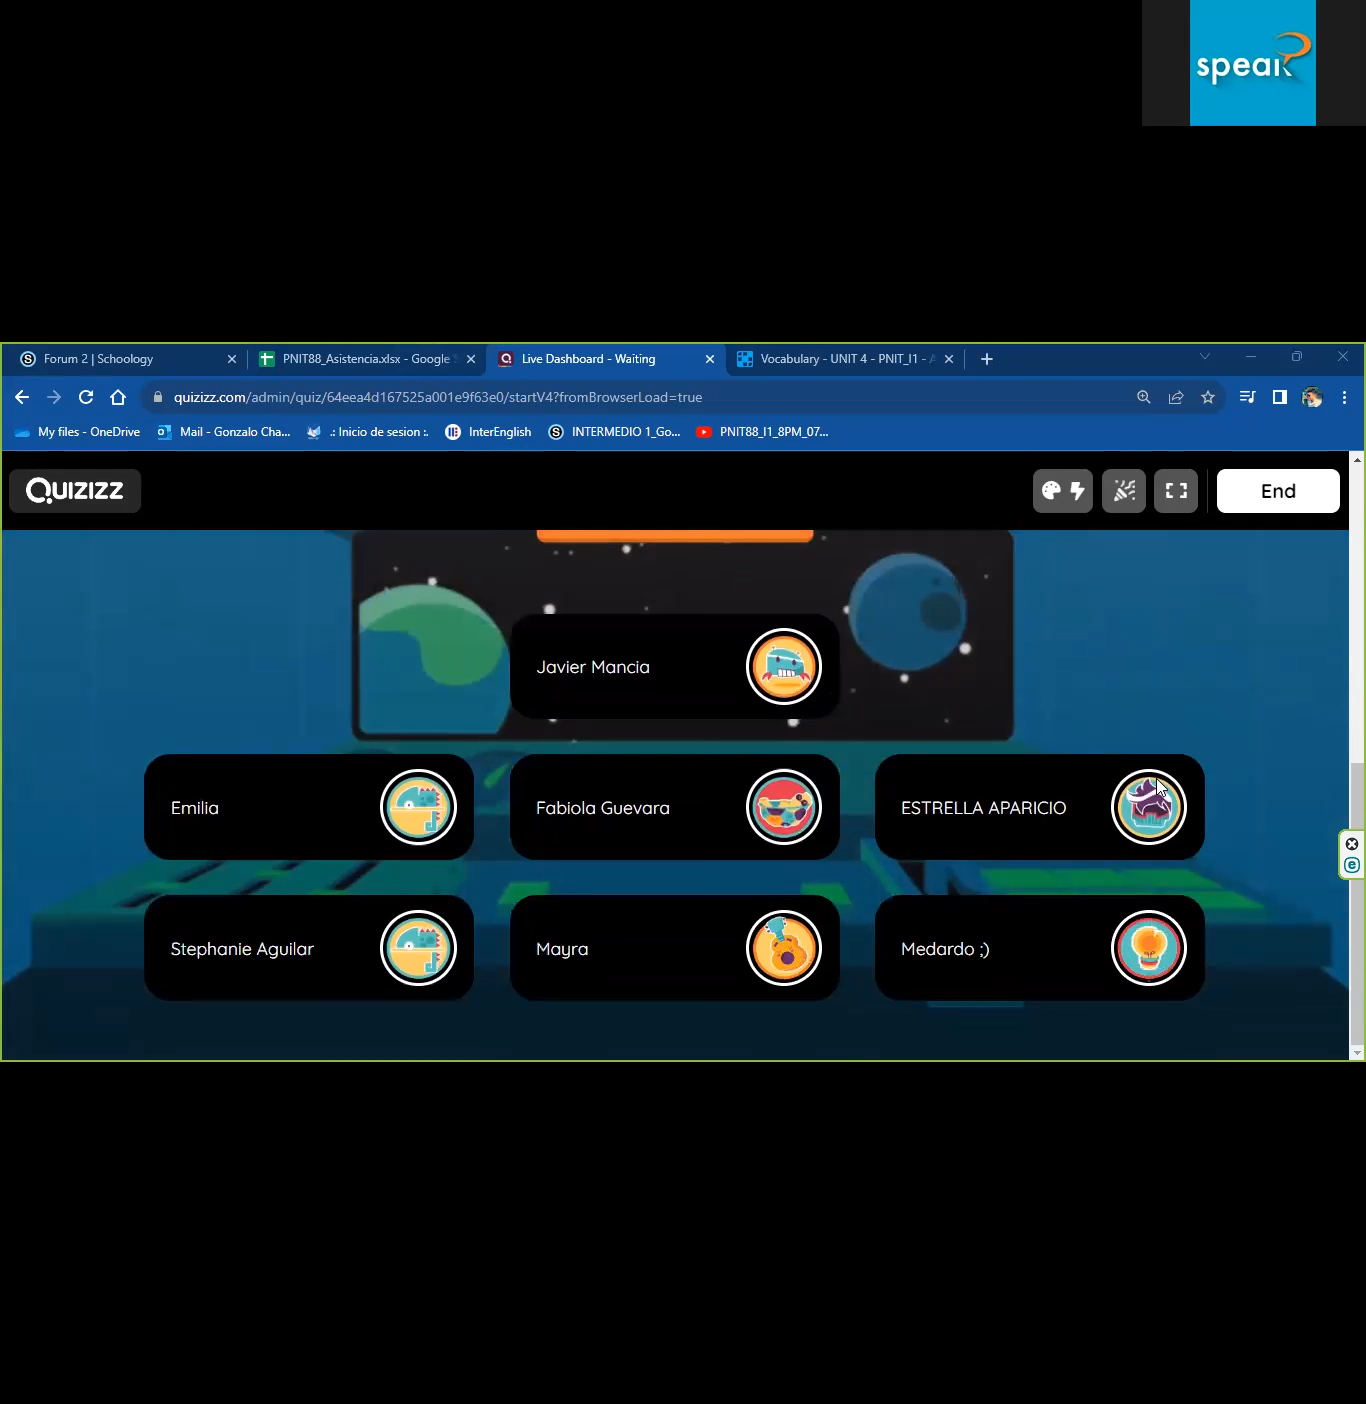 speak
Forum 2 | Schoology
PNIT88_Asistencia.xlsx - Google
Live Dashboard - Waiting
Vocabulary - UNIT 4 - PNIT_I1 -
quizizz.com/admin/quiz/64eea4d167525a001e9f63e0/startV4?fromBrowserLoad=true
My files - OneDrive
Mail - Gonzalo Cha...
.: Inicio de sesion :.
InterEnglish
INTERMEDIO 1_Go...
PNIT88_I1_8PM_07...
QUIZIZZ
End
Javier Mancia
Emilia
Fabiola Guevara
ESTRELLA APARICIO
Stephanie Aguilar
Mayra
Medardo ;)